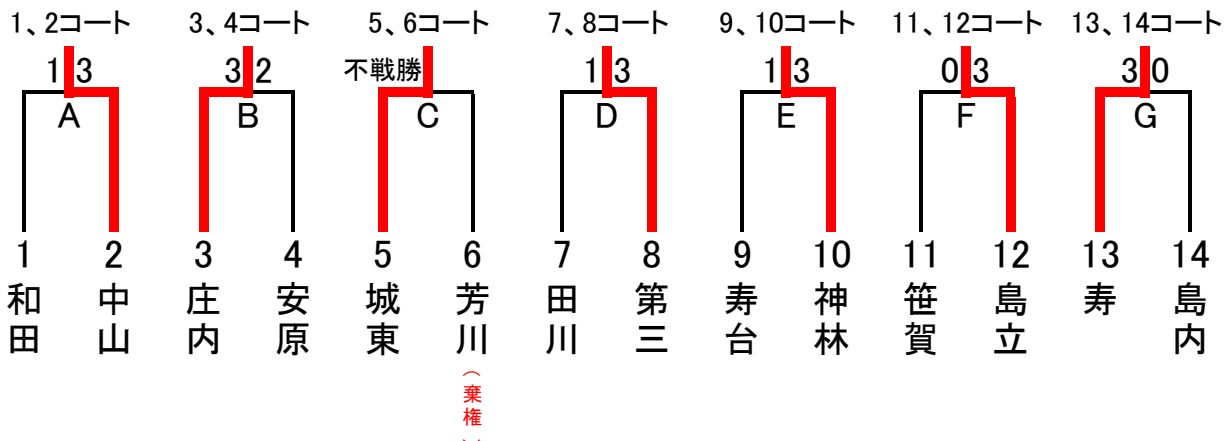 1、2コート 3、4コート 5、6コート 7、8コート 9、10コート 11、12コート 13、14コート
1 3 3 2 不戦勝 1 3 1 3 0 3 3 0
A B C D E F G
1 2 3 4 5 6 7 8 9 10 11 12 13 14
和田 中山 庄内 安原 城東 芳川 田川 第三 寿台 神林 笹賀 島立 寿 島内
(棄権)